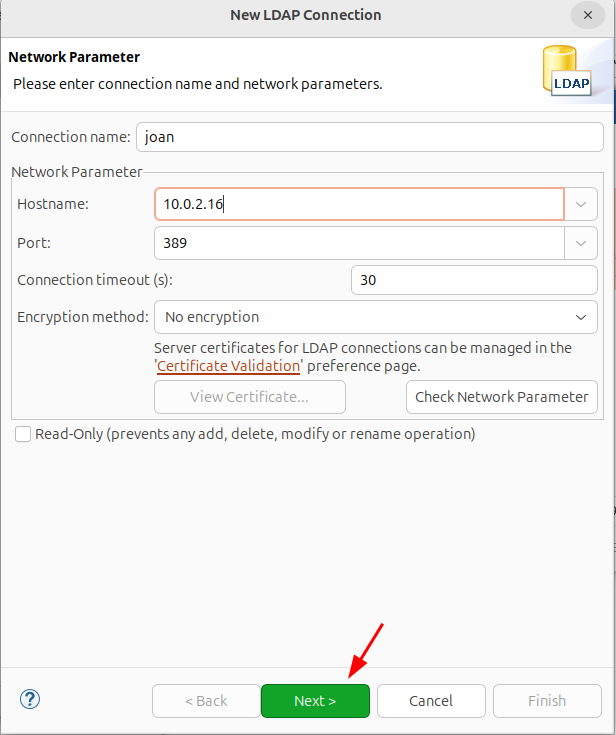 New LDAP Connection
Network Parameter
Please enter connection name and network parameters.
LDAP
Connection name: joan
Network Parameter
Hostname: 10.0.2.16
Port: 389
Connection timeout (s): 30
Encryption method: No encryption
Server certificates for LDAP connections can be managed in the
'Certificate Validation' preference page.
View Certificate... Check Network Parameter
Read-Only (prevents any add, delete, modify or rename operation)
< Back Next > Cancel Finish